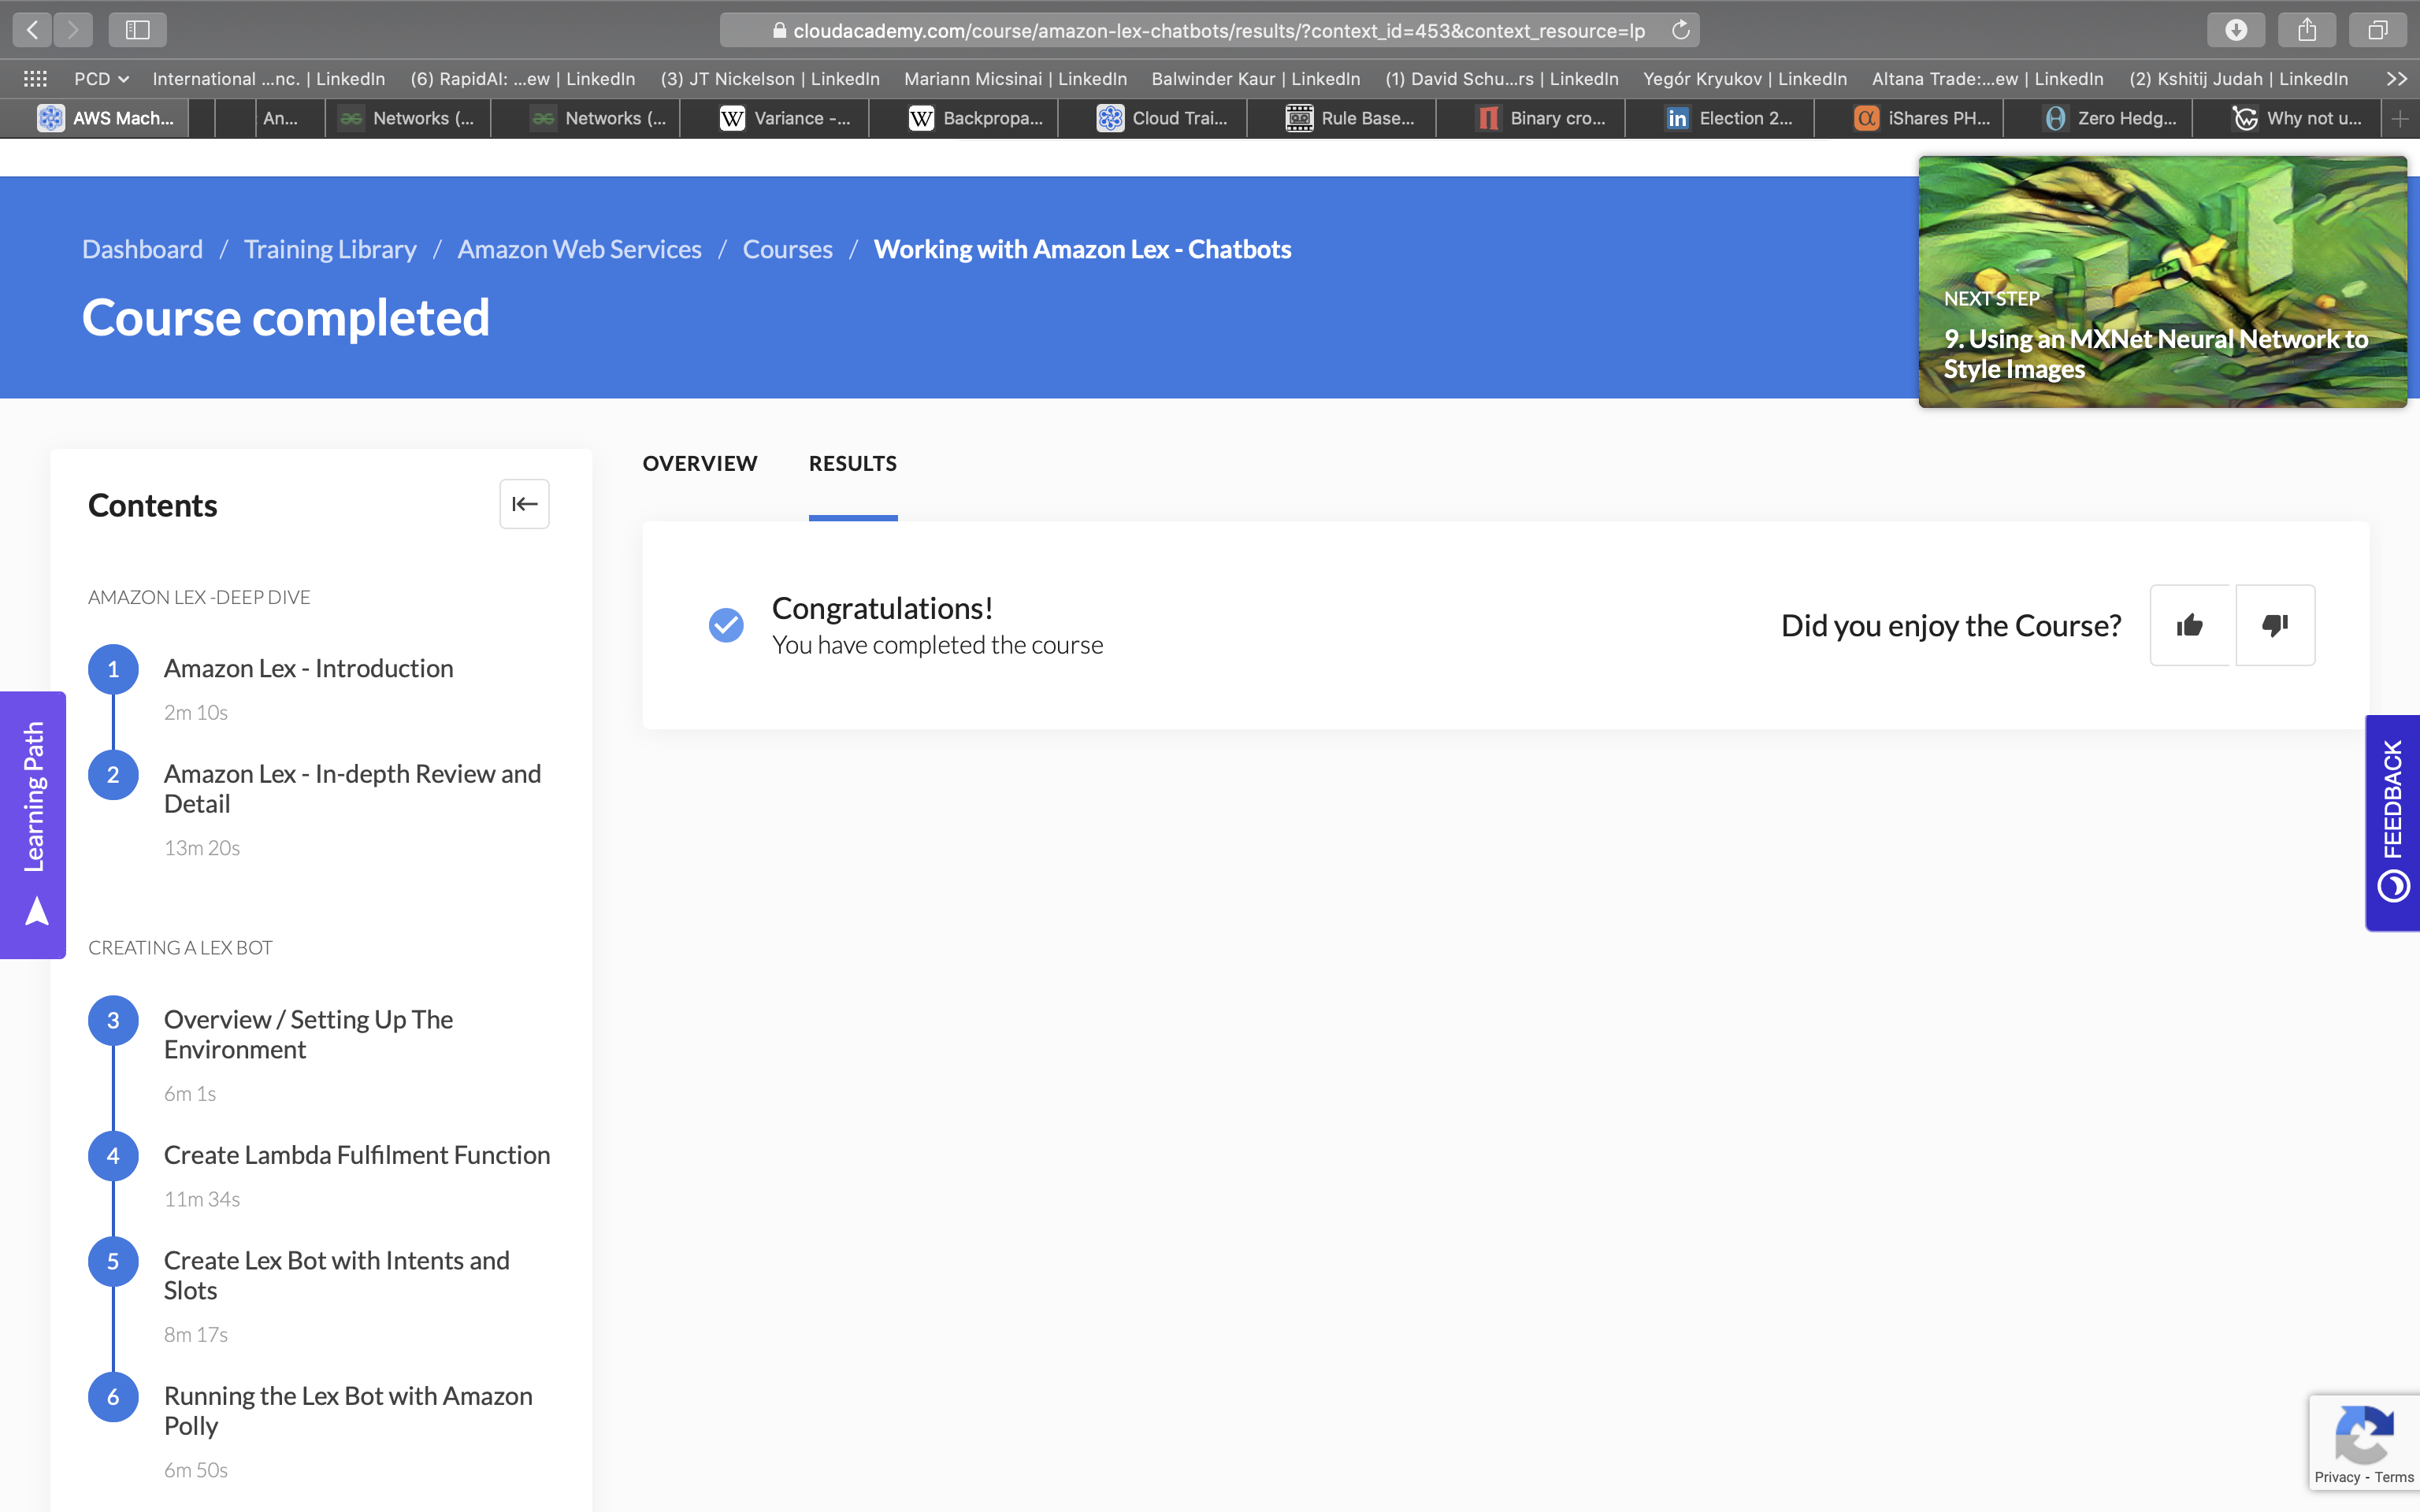 cloudacademy.com/course/amazon-lex-chatbots/results/?context_id=453&context_resource=lp
PCD International ...nc. | LinkedIn (6) RapidAI: ...ew | LinkedIn (3) JT Nickelson | LinkedIn Mariann Micsinai | LinkedIn Balwinder Kaur | LinkedIn (1) David Schu...rs | LinkedIn Yegór Kryukov | LinkedIn Altana Trade:...ew | LinkedIn (2) Kshitij Judah | LinkedIn
AWS Mach... An... Networks (... Networks (... Variance -... Backpropa... Cloud Trai... Rule Base... Binary cro... Election 2... iShares PH... Zero Hedg... Why not u...
Dashboard / Training Library / Amazon Web Services / Courses / Working with Amazon Lex - Chatbots
Course completed
NEXT STEP
9. Using an MXNet Neural Network to
Style Images
Contents
AMAZON LEX -DEEP DIVE
1 Amazon Lex - Introduction
2m 10s
2 Amazon Lex - In-depth Review and
Detail
13m 20s
CREATING A LEX BOT
3 Overview / Setting Up The
Environment
6m 1s
4 Create Lambda Fulfilment Function
11m 34s
5 Create Lex Bot with Intents and
Slots
8m 17s
6 Running the Lex Bot with Amazon
Polly
6m 50s
Learning Path
OVERVIEW RESULTS
Congratulations!
You have completed the course
Did you enjoy the Course?
FEEDBACK
Privacy - Terms